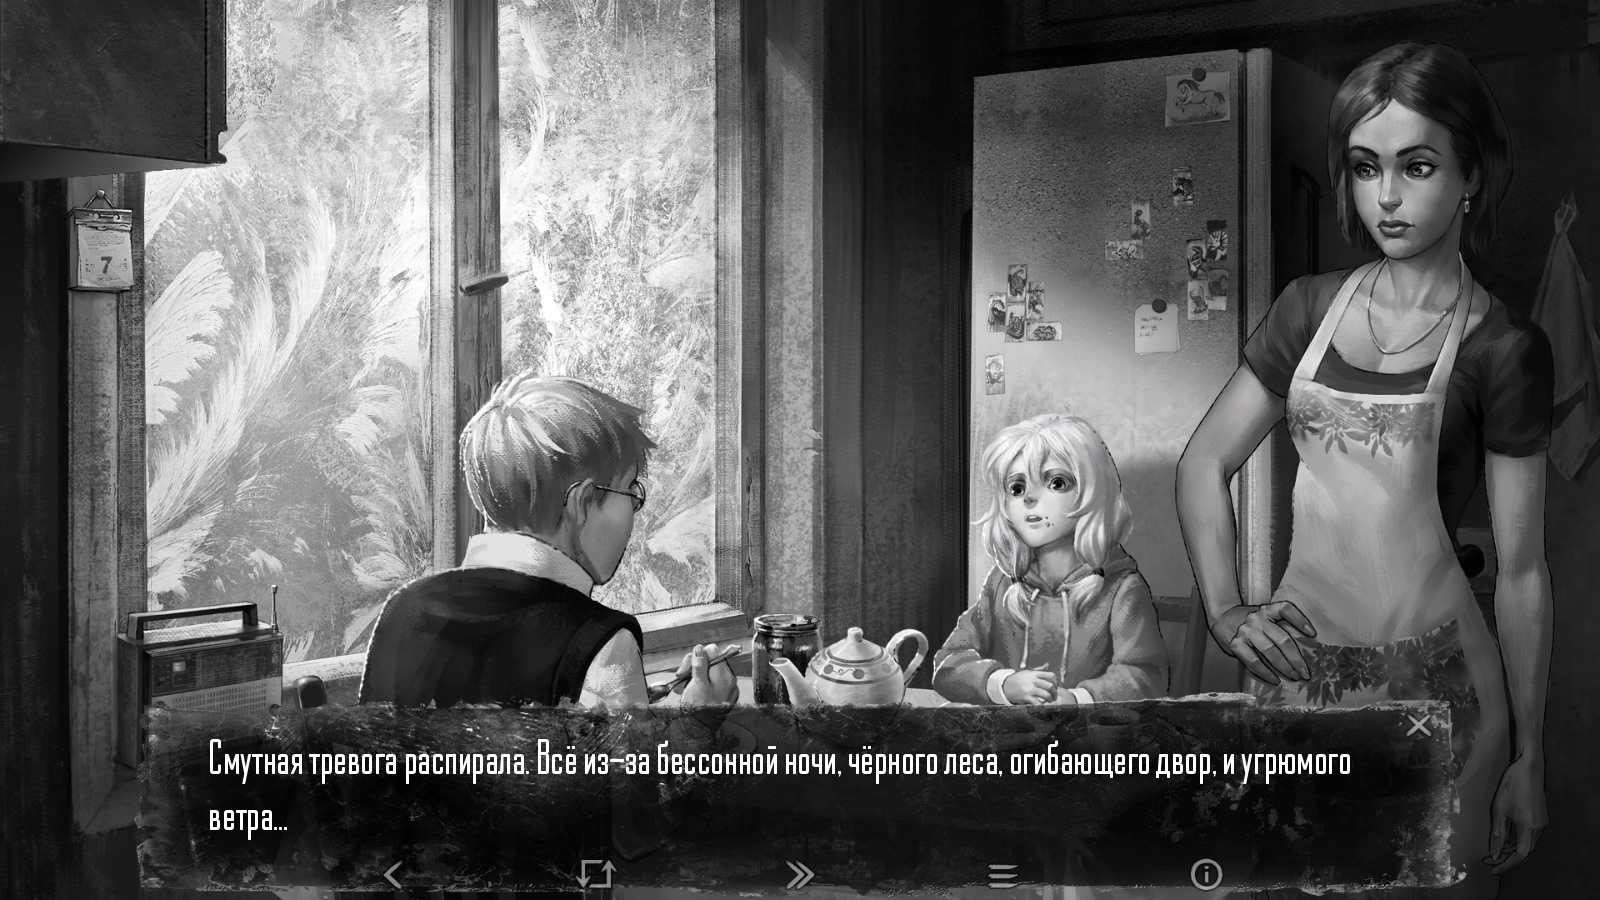 7
Смутная тревога распирала. Всё из-за бессонной ночи, чёрного леса, огибающего двор, и угрюмого
ветра...